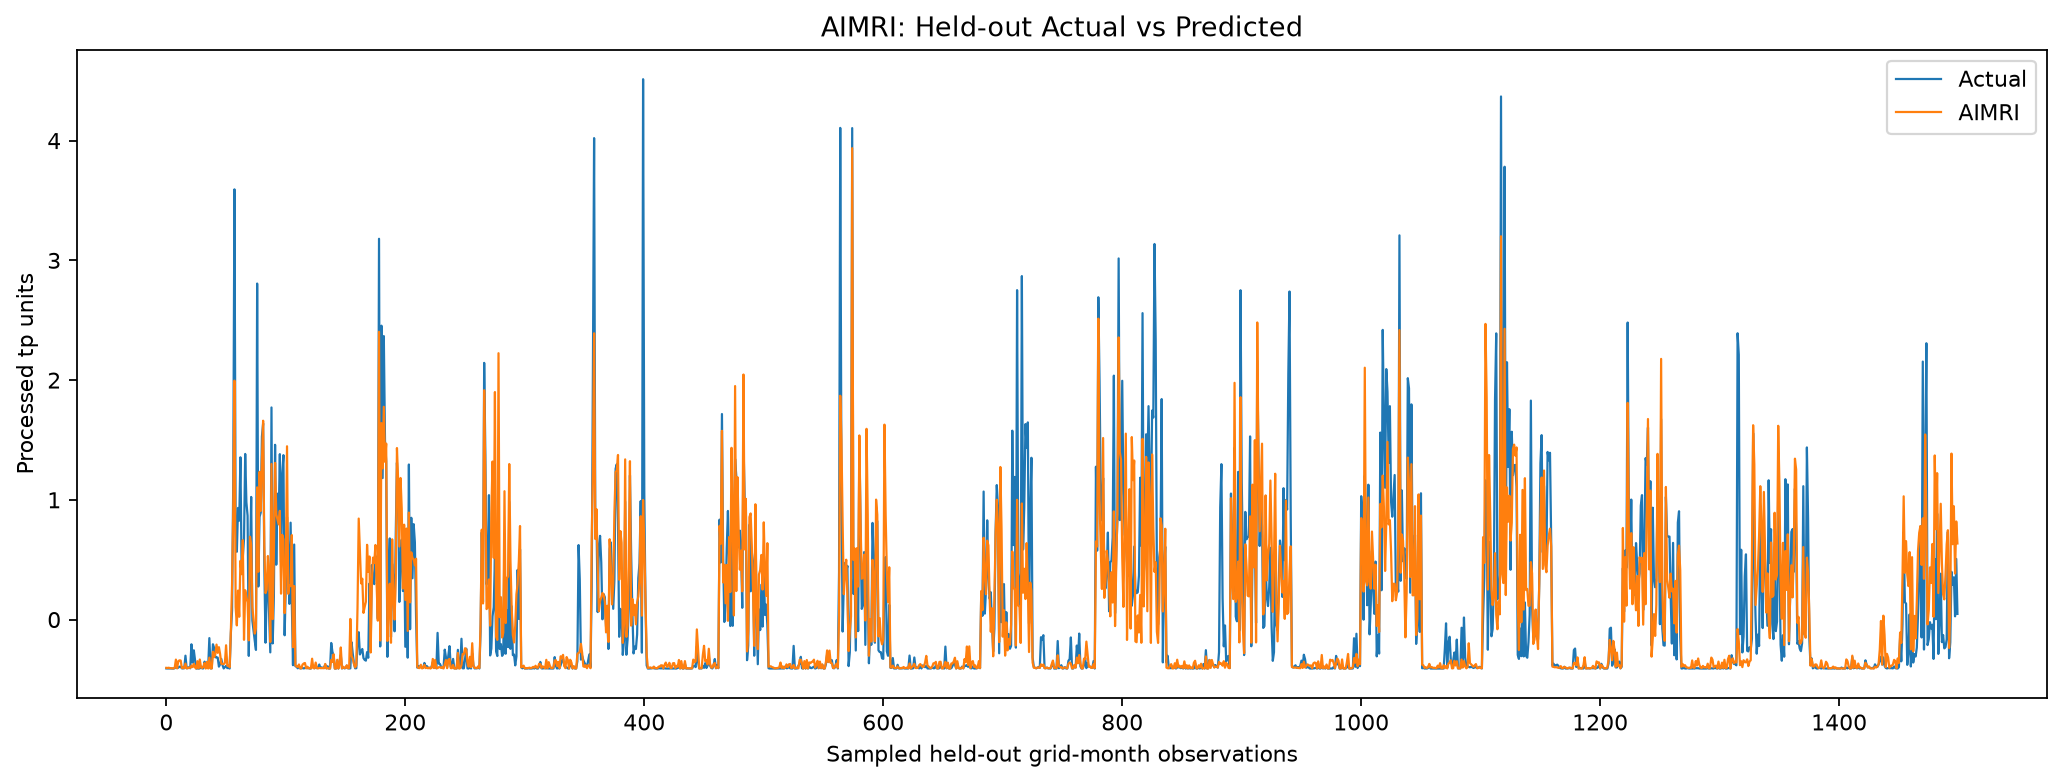 AIMRI: Held-out Actual vs Predicted
Actual
AIMRI
Processed tp units
4
3
2
1
0
0 200 400 600 800 1000 1200 1400
Sampled held-out grid-month observations